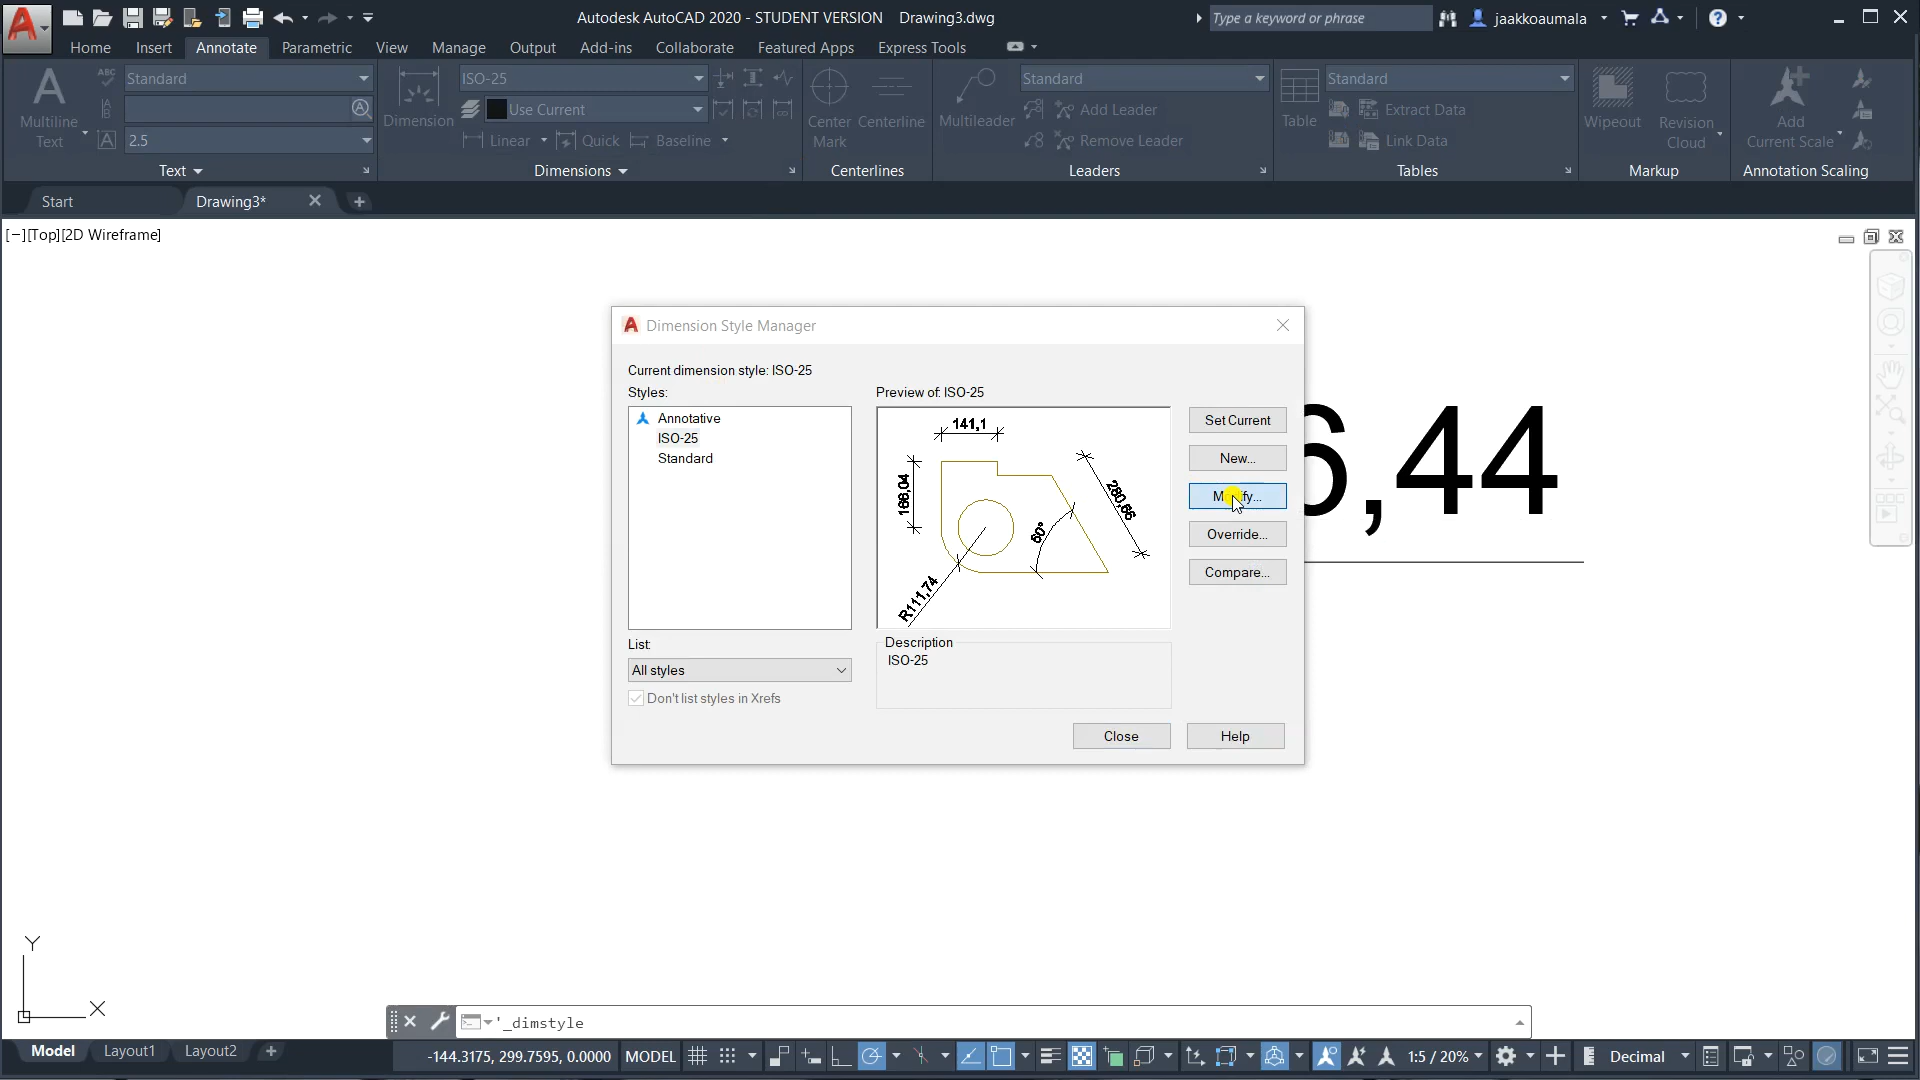 Autodesk AutoCAD 2020 - STUDENT VERSION Drawing3.dwg
Type a keyword or phrase
jaakkoaumala
Home Insert Annotate Parametric View Manage Output Add-ins Collaborate Featured Apps Express Tools
Multiline
Text
ABC
Standard
2.5
Text
Dimension
ISO-25
Use Current
Linear Quick Baseline
Dimensions
Center
Mark
Centerline
Centerlines
Multileader
Standard
Add Leader
Remove Leader
Leaders
Table
Standard
Extract Data
Link Data
Tables
Wipeout
Revision
Cloud
Markup
Add
Current Scale
Annotation Scaling
Start
Drawing3*
[−][Top][2D Wireframe]
6,44
Dimension Style Manager
Current dimension style: ISO-25
Styles:
Annotative
ISO-25
Standard
List:
All styles
Don't list styles in Xrefs
Preview of: ISO-25
141,1
166,04
280,66
60°
R111,74
Description
ISO-25
Set Current
New...
Override...
Compare...
Close
Help
Y
X
'_dimstyle
Model
Layout1
Layout2
-144.3175, 299.7595, 0.0000
MODEL
1:5 / 20%
Decimal